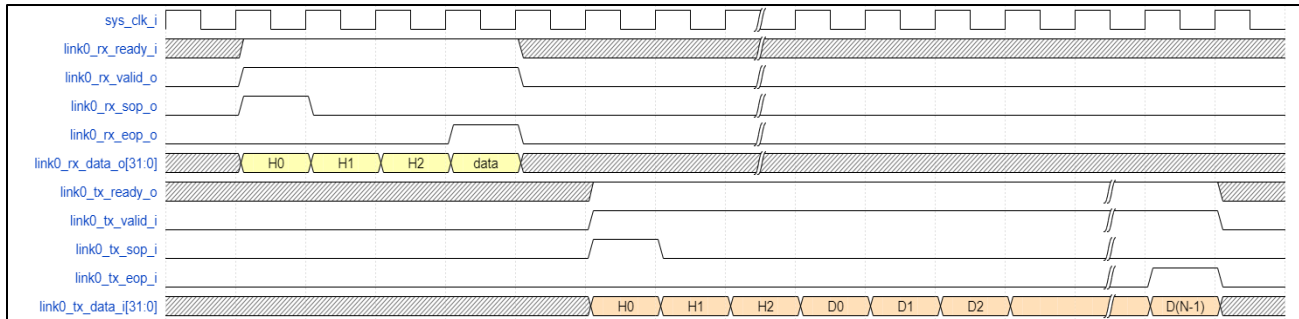 sys_clk_i
link0_rx_ready_i
link0_rx_valid_o
link0_rx_sop_o
link0_rx_eop_o
link0_rx_data_o[31:0] H0 H1 H2 data
link0_tx_ready_o
link0_tx_valid_i
link0_tx_sop_i
link0_tx_eop_i
link0_tx_data_i[31:0] H0 H1 H2 D0 D1 D2 D(N-1)